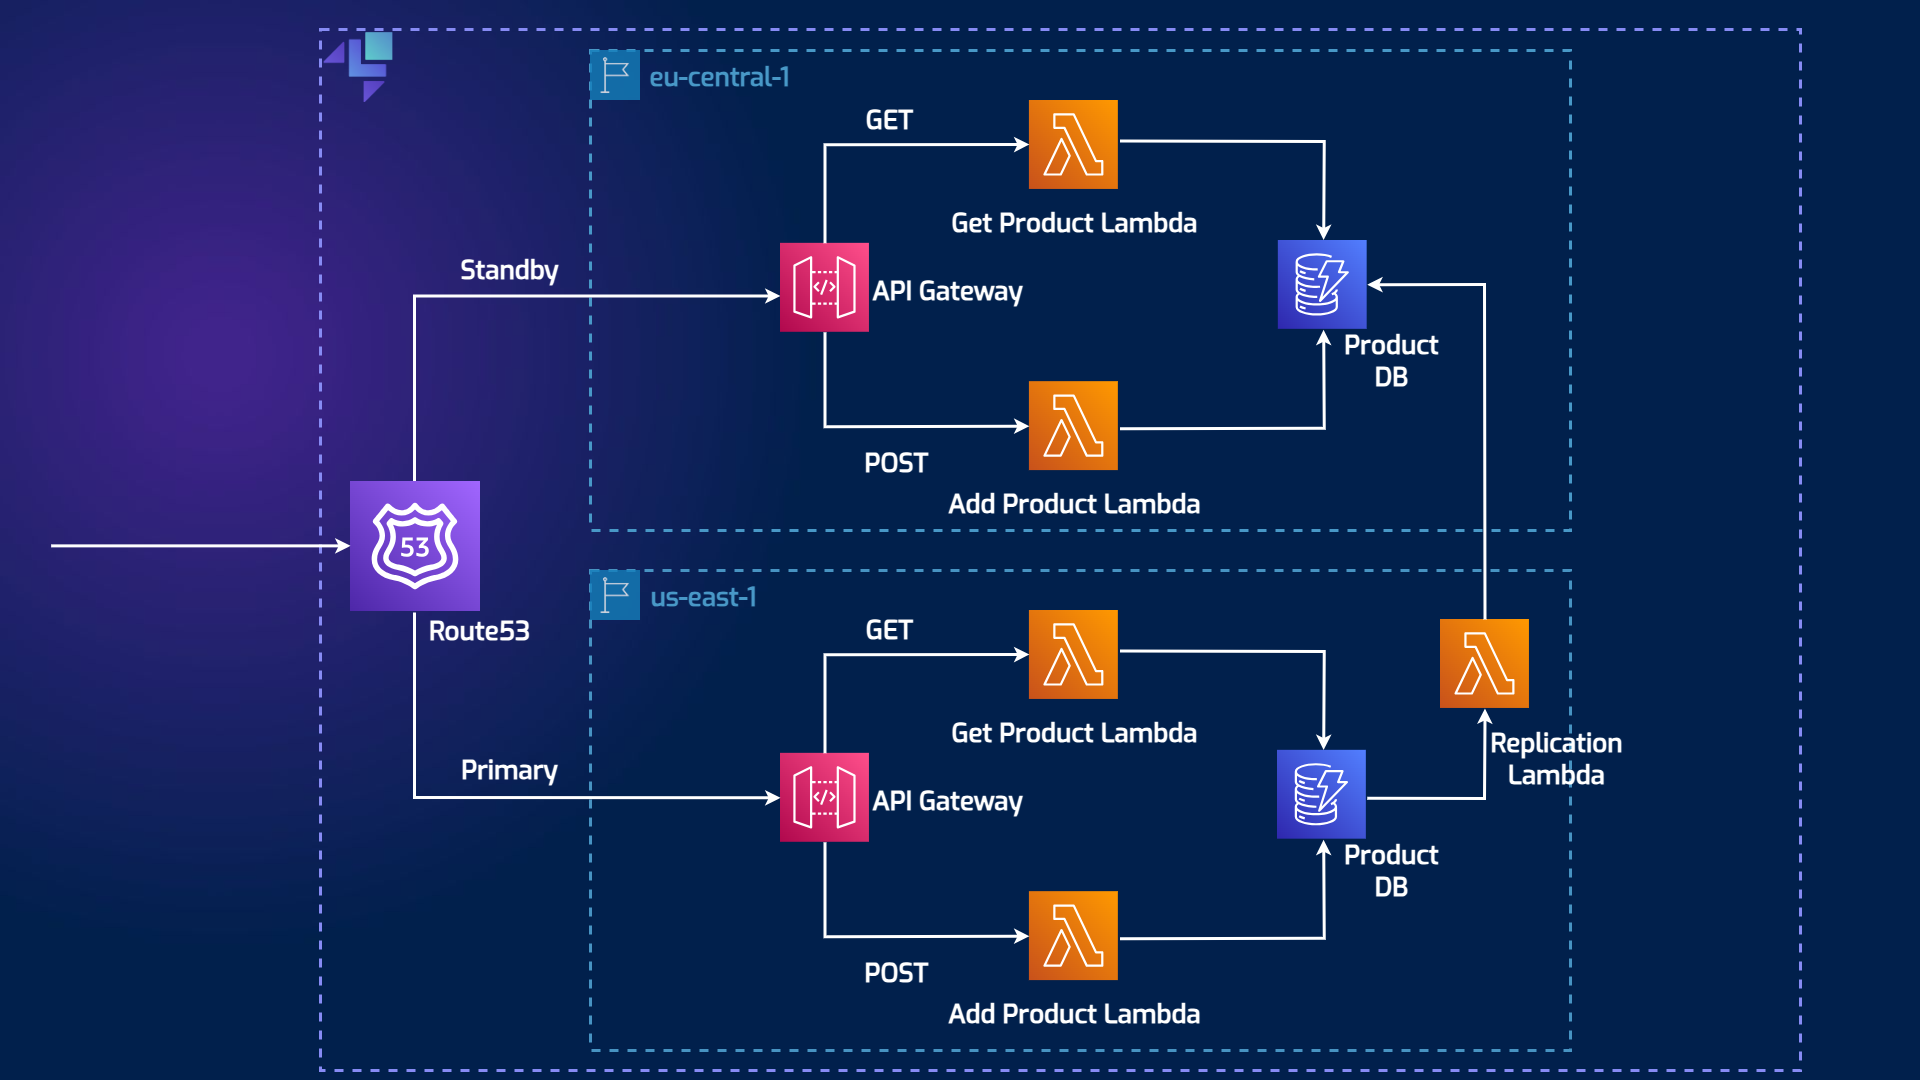 eu-central-1
GET
Get Product Lambda
Standby
API Gateway
Product
DB
POST
Add Product Lambda
53
Route53
us-east-1
GET
Get Product Lambda
Replication
Lambda
Primary
API Gateway
Product
DB
POST
Add Product Lambda